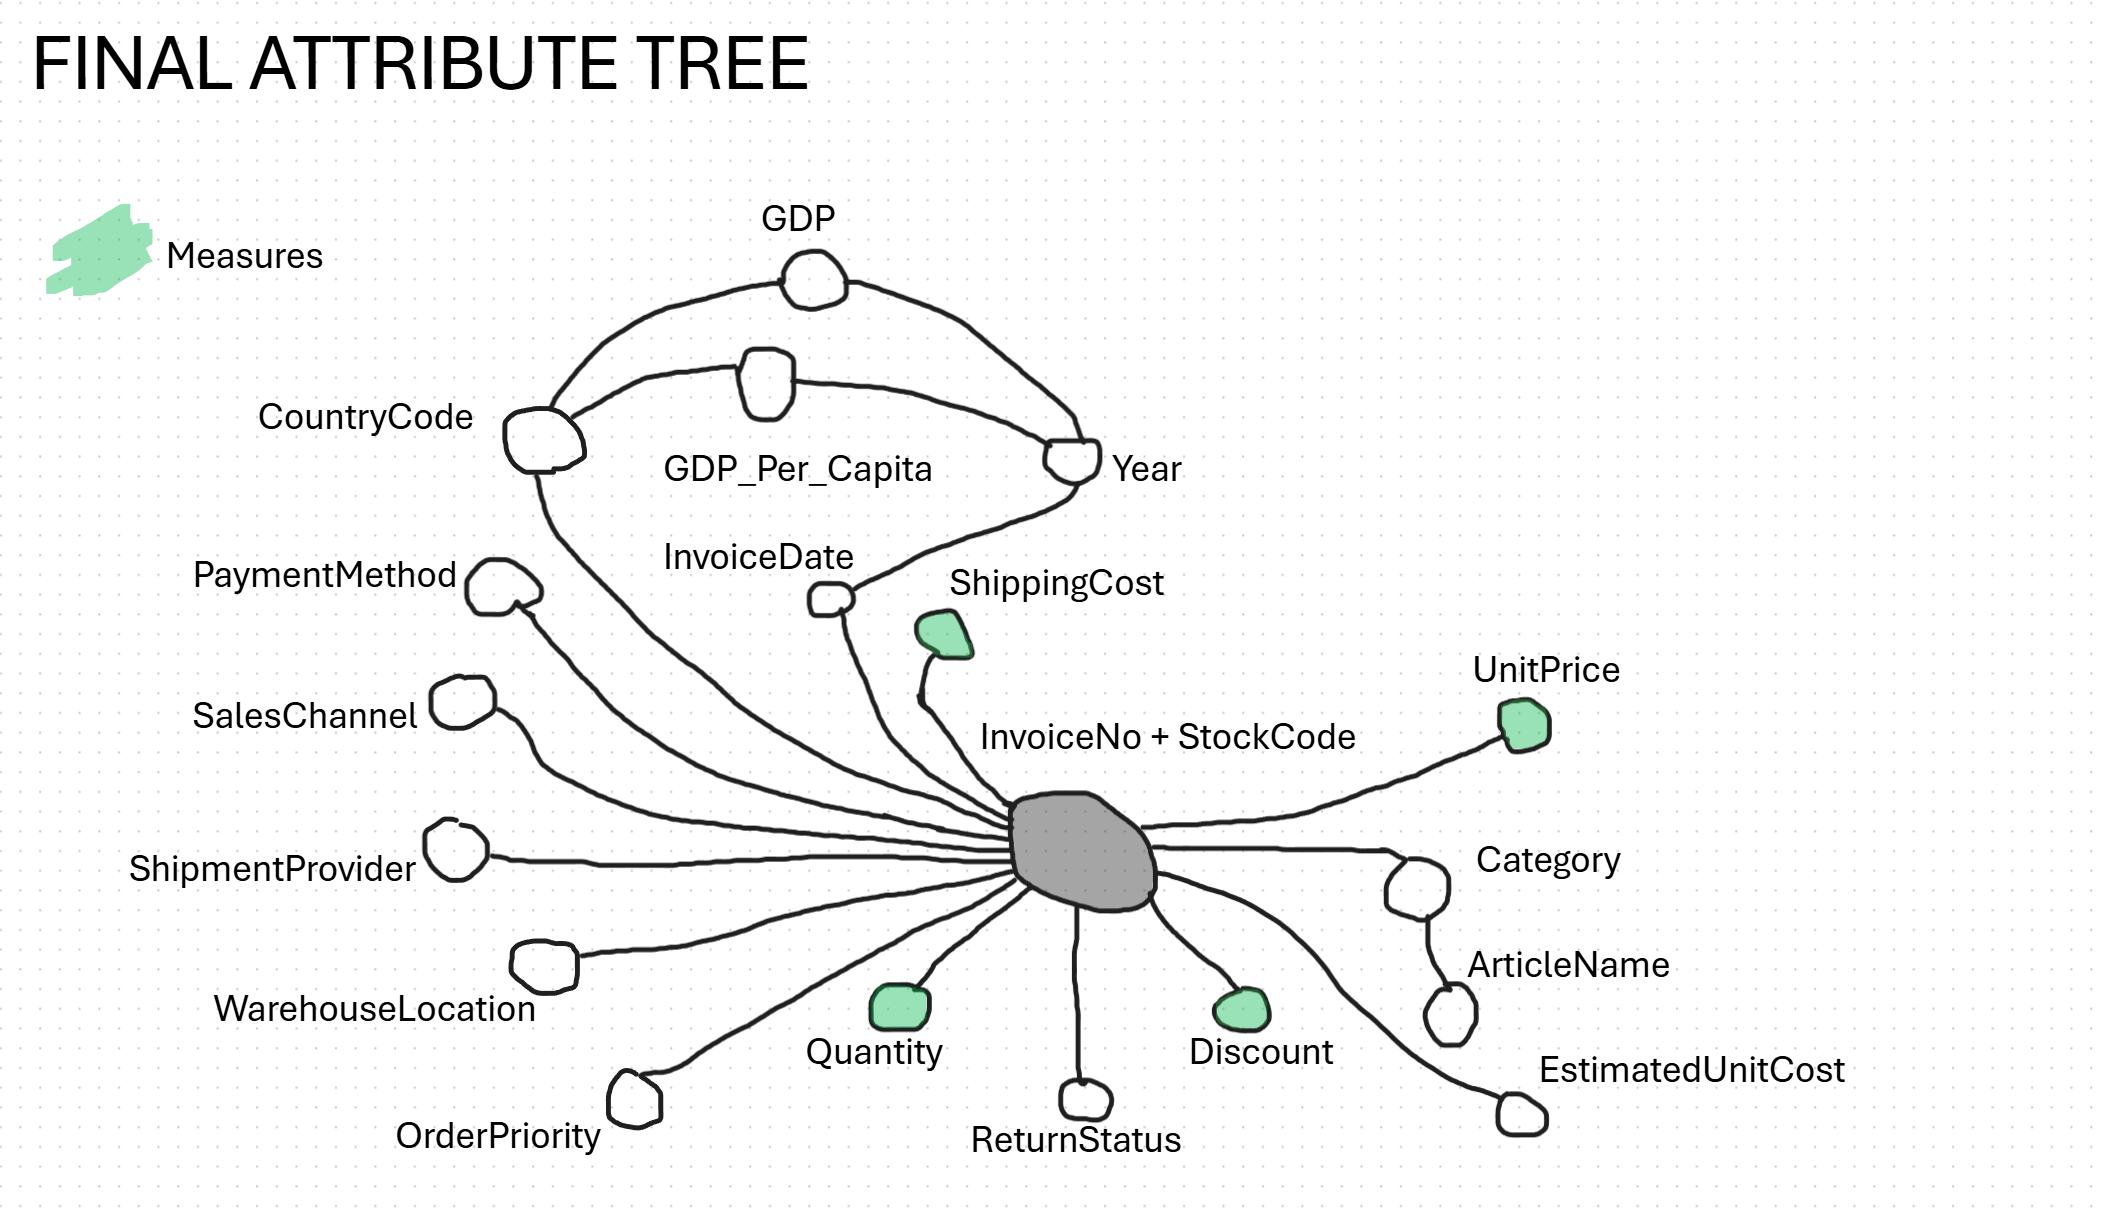 FINAL ATTRIBUTE TREE
GDP
Measures
CountryCode
GDP_Per_Capita
Year
InvoiceDate
PaymentMethod
ShippingCost
UnitPrice
SalesChannel
InvoiceNo + StockCode
ShipmentProvider
Category
ArticleName
WarehouseLocation
Quantity
Discount
EstimatedUnitCost
OrderPriority
ReturnStatus